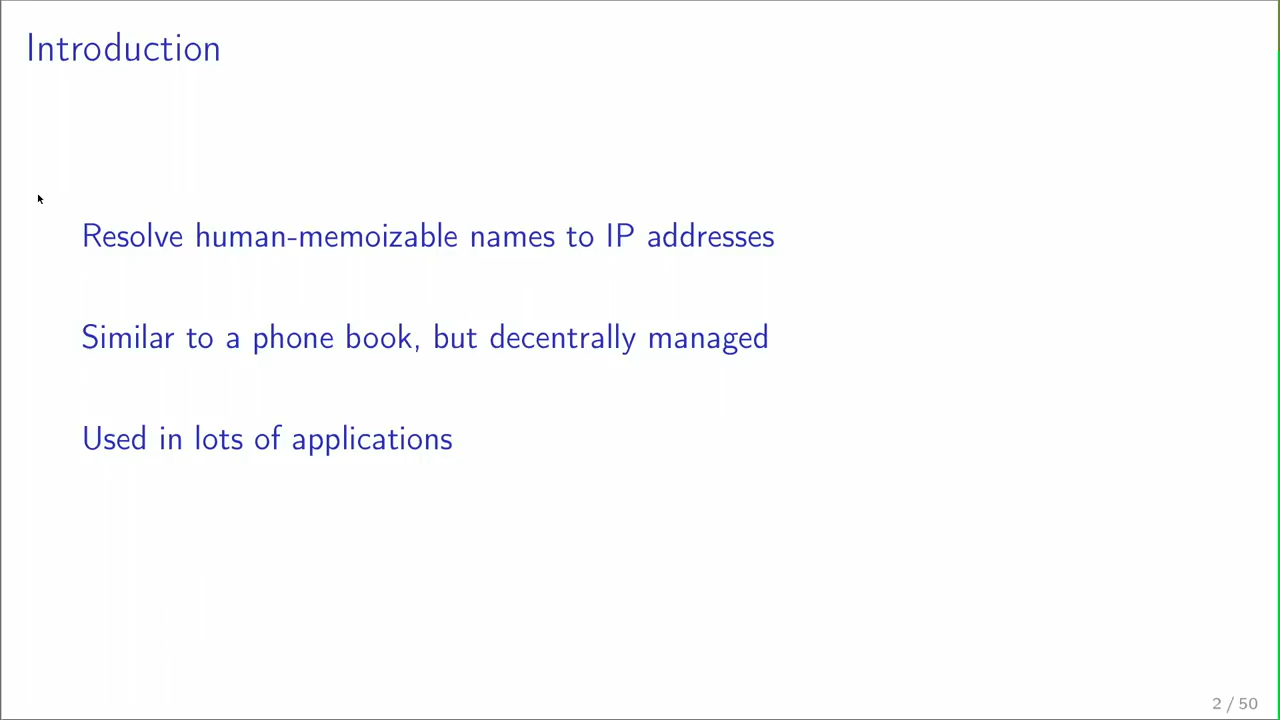 Introduction
Resolve human-memoizable names to IP addresses
Similar to a phone book, but decentrally managed
Used in lots of applications
2 / 50